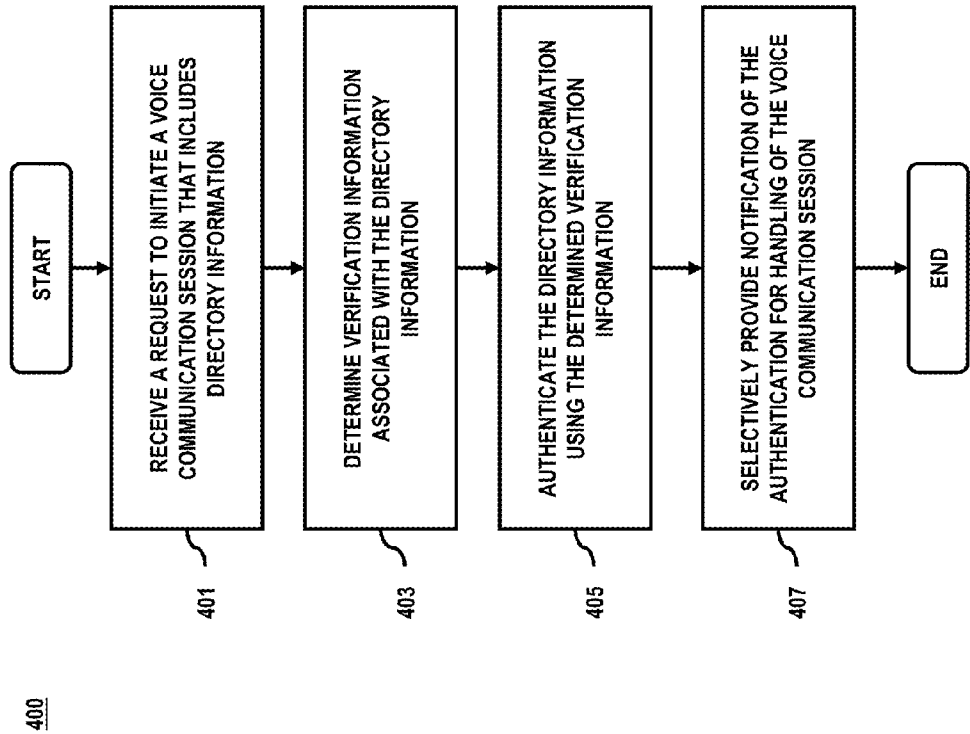 400
START
401
RECEIVE A REQUEST TO INITIATE A VOICE
COMMUNICATION SESSION THAT INCLUDES
DIRECTORY INFORMATION
403
DETERMINE VERIFICATION INFORMATION
ASSOCIATED WITH THE DIRECTORY
INFORMATION
405
AUTHENTICATE THE DIRECTORY INFORMATION
USING THE DETERMINED VERIFICATION
INFORMATION
407
SELECTIVELY PROVIDE NOTIFICATION OF THE
AUTHENTICATION FOR HANDLING OF THE VOICE
COMMUNICATION SESSION
END